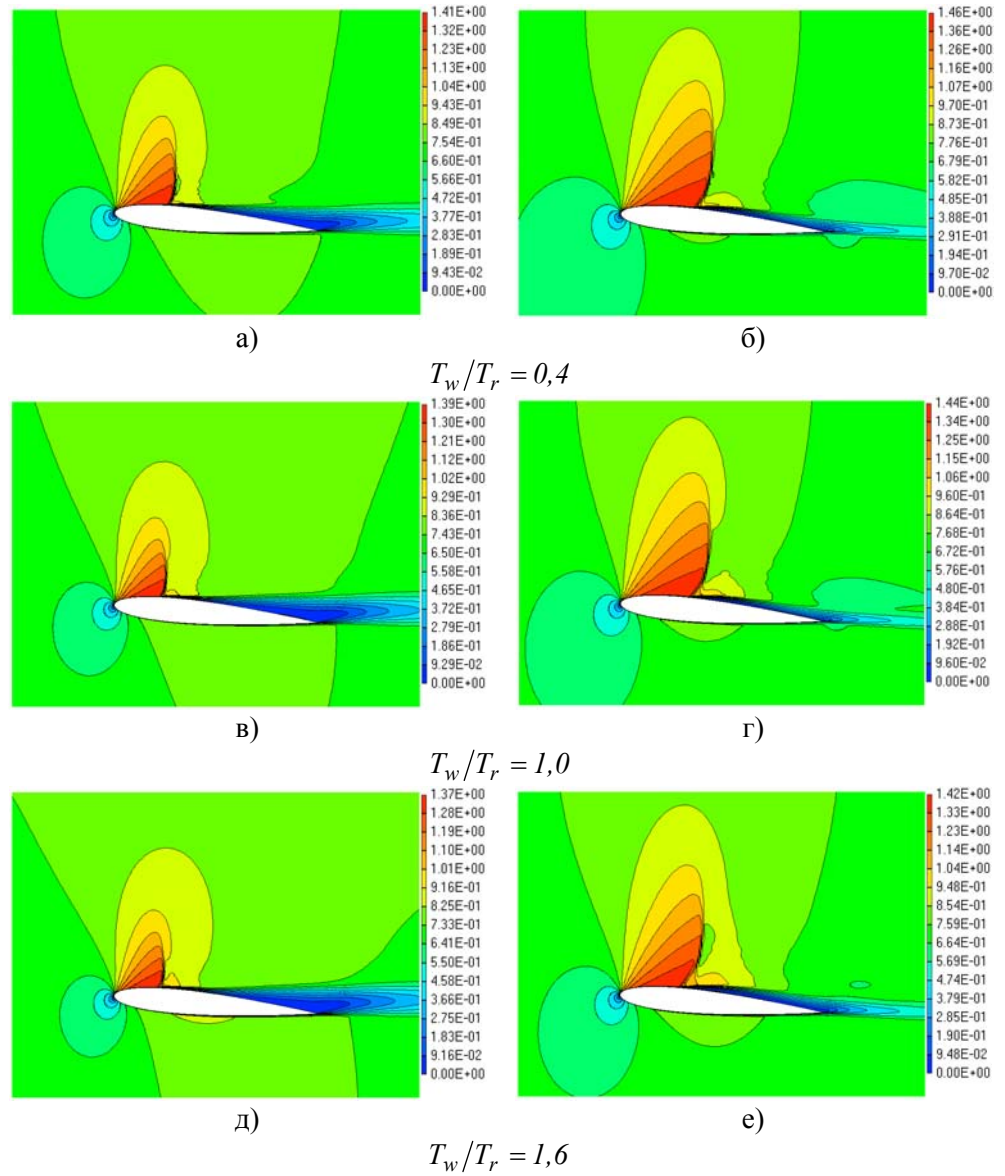 1.41E+00
1.32E+00
1.23E+00
1.13E+00
1.04E+00
9.43E-01
8.49E-01
7.54E-01
6.60E-01
5.66E-01
4.72E-01
3.77E-01
2.83E-01
1.89E-01
9.43E-02
0.00E+00
1.46E+00
1.36E+00
1.26E+00
1.16E+00
1.07E+00
9.70E-01
8.73E-01
7.76E-01
6.79E-01
5.82E-01
4.85E-01
3.88E-01
2.91E-01
1.94E-01
9.70E-02
0.00E+00
а) б)
T_w/T_r = 0,4
1.39E+00
1.30E+00
1.21E+00
1.12E+00
1.02E+00
9.29E-01
8.36E-01
7.43E-01
6.50E-01
5.58E-01
4.65E-01
3.72E-01
2.79E-01
1.86E-01
9.29E-02
0.00E+00
1.44E+00
1.34E+00
1.25E+00
1.15E+00
1.06E+00
9.60E-01
8.64E-01
7.68E-01
6.72E-01
5.76E-01
4.80E-01
3.84E-01
2.88E-01
1.92E-01
9.60E-02
0.00E+00
в) г)
T_w/T_r = 1,0
1.37E+00
1.28E+00
1.19E+00
1.10E+00
1.01E+00
9.16E-01
8.25E-01
7.33E-01
6.41E-01
5.50E-01
4.58E-01
3.66E-01
2.75E-01
1.83E-01
9.16E-02
0.00E+00
1.42E+00
1.33E+00
1.23E+00
1.14E+00
1.04E+00
9.48E-01
8.54E-01
7.59E-01
6.64E-01
5.69E-01
4.74E-01
3.79E-01
2.85E-01
1.90E-01
9.48E-02
0.00E+00
д) е)
T_w/T_r = 1,6